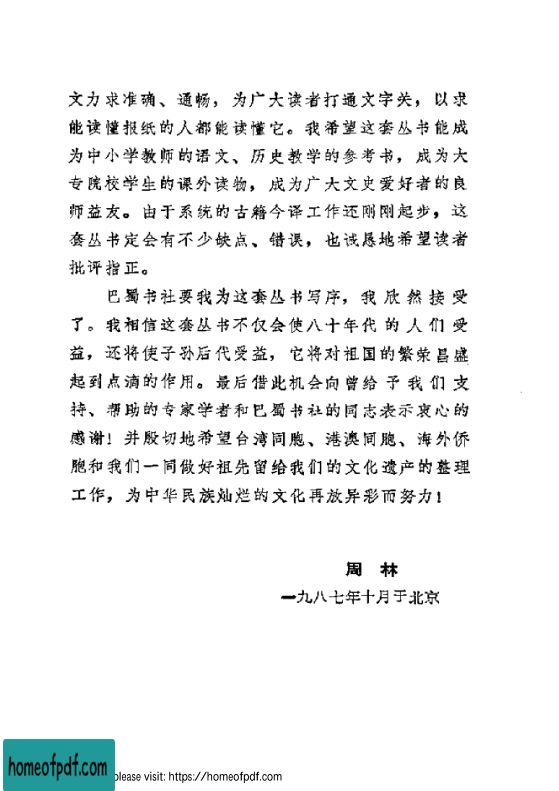 文力求准确、通畅，为广大读者打通文字关，以求
能读懂报纸的人都能读懂它。我希望这套丛书能成
为中小学教师的语文、历史教学的参考书，成为大
专院校学生的课外读物，成为广大文史爱好者的良
师益友。由于系统的古籍今译工作还刚刚起步，这
套丛书定会有不少缺点、错误，也诚恳地希望读者
批评指正。
巴蜀书社要我为这套丛书写序，我欣然接受
了。我相信这套丛书不仅会使八十年代的人们受
益，还将使子孙后代受益，它将对祖国的繁荣昌盛
起到点滴的作用。最后借此机会向曾给予我们支
持、帮助的专家学者和巴蜀书社的同志表示衷心的
感谢！并殷切地希望台湾同胞、港澳同胞、海外侨
胞和我们一同做好祖先留给我们的文化遗产的整理
工作，为中华民族灿烂的文化再放异彩而努力！
周 林
一九八七年十月于北京
homeofpdf.com
please visit: https://homeofpdf.com